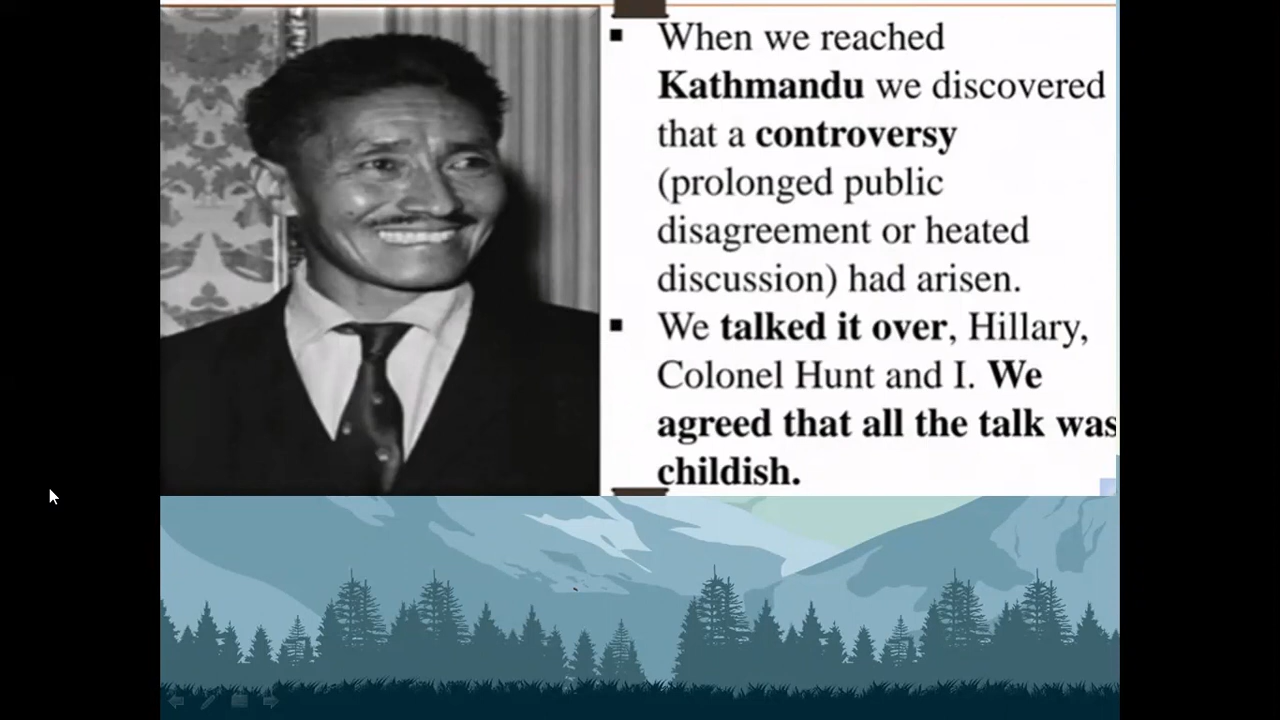 When we reached
Kathmandu we discovered
that a controversy
(prolonged public
disagreement or heated
discussion) had arisen.
We talked it over, Hillary,
Colonel Hunt and I. We
agreed that all the talk was
childish.